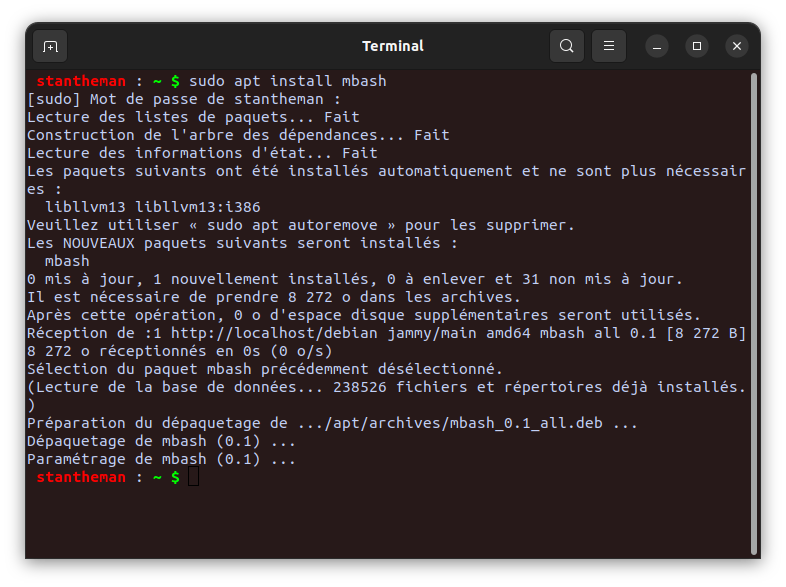 Terminal
stantheman : ~ $ sudo apt install mbash
[sudo] Mot de passe de stantheman :
Lecture des listes de paquets... Fait
Construction de l'arbre des dépendances... Fait
Lecture des informations d'état... Fait
Les paquets suivants ont été installés automatiquement et ne sont plus nécessair
es :
  libllvm13 libllvm13:i386
Veuillez utiliser « sudo apt autoremove » pour les supprimer.
Les NOUVEAUX paquets suivants seront installés :
  mbash
0 mis à jour, 1 nouvellement installés, 0 à enlever et 31 non mis à jour.
Il est nécessaire de prendre 8 272 o dans les archives.
Après cette opération, 0 o d'espace disque supplémentaires seront utilisés.
Réception de :1 http://localhost/debian jammy/main amd64 mbash all 0.1 [8 272 B]
8 272 o réceptionnés en 0s (0 o/s)
Sélection du paquet mbash précédemment désélectionné.
(Lecture de la base de données... 238526 fichiers et répertoires déjà installés.
)
Préparation du dépaquetage de .../apt/archives/mbash_0.1_all.deb ...
Dépaquetage de mbash (0.1) ...
Paramétrage de mbash (0.1) ...
stantheman : ~ $